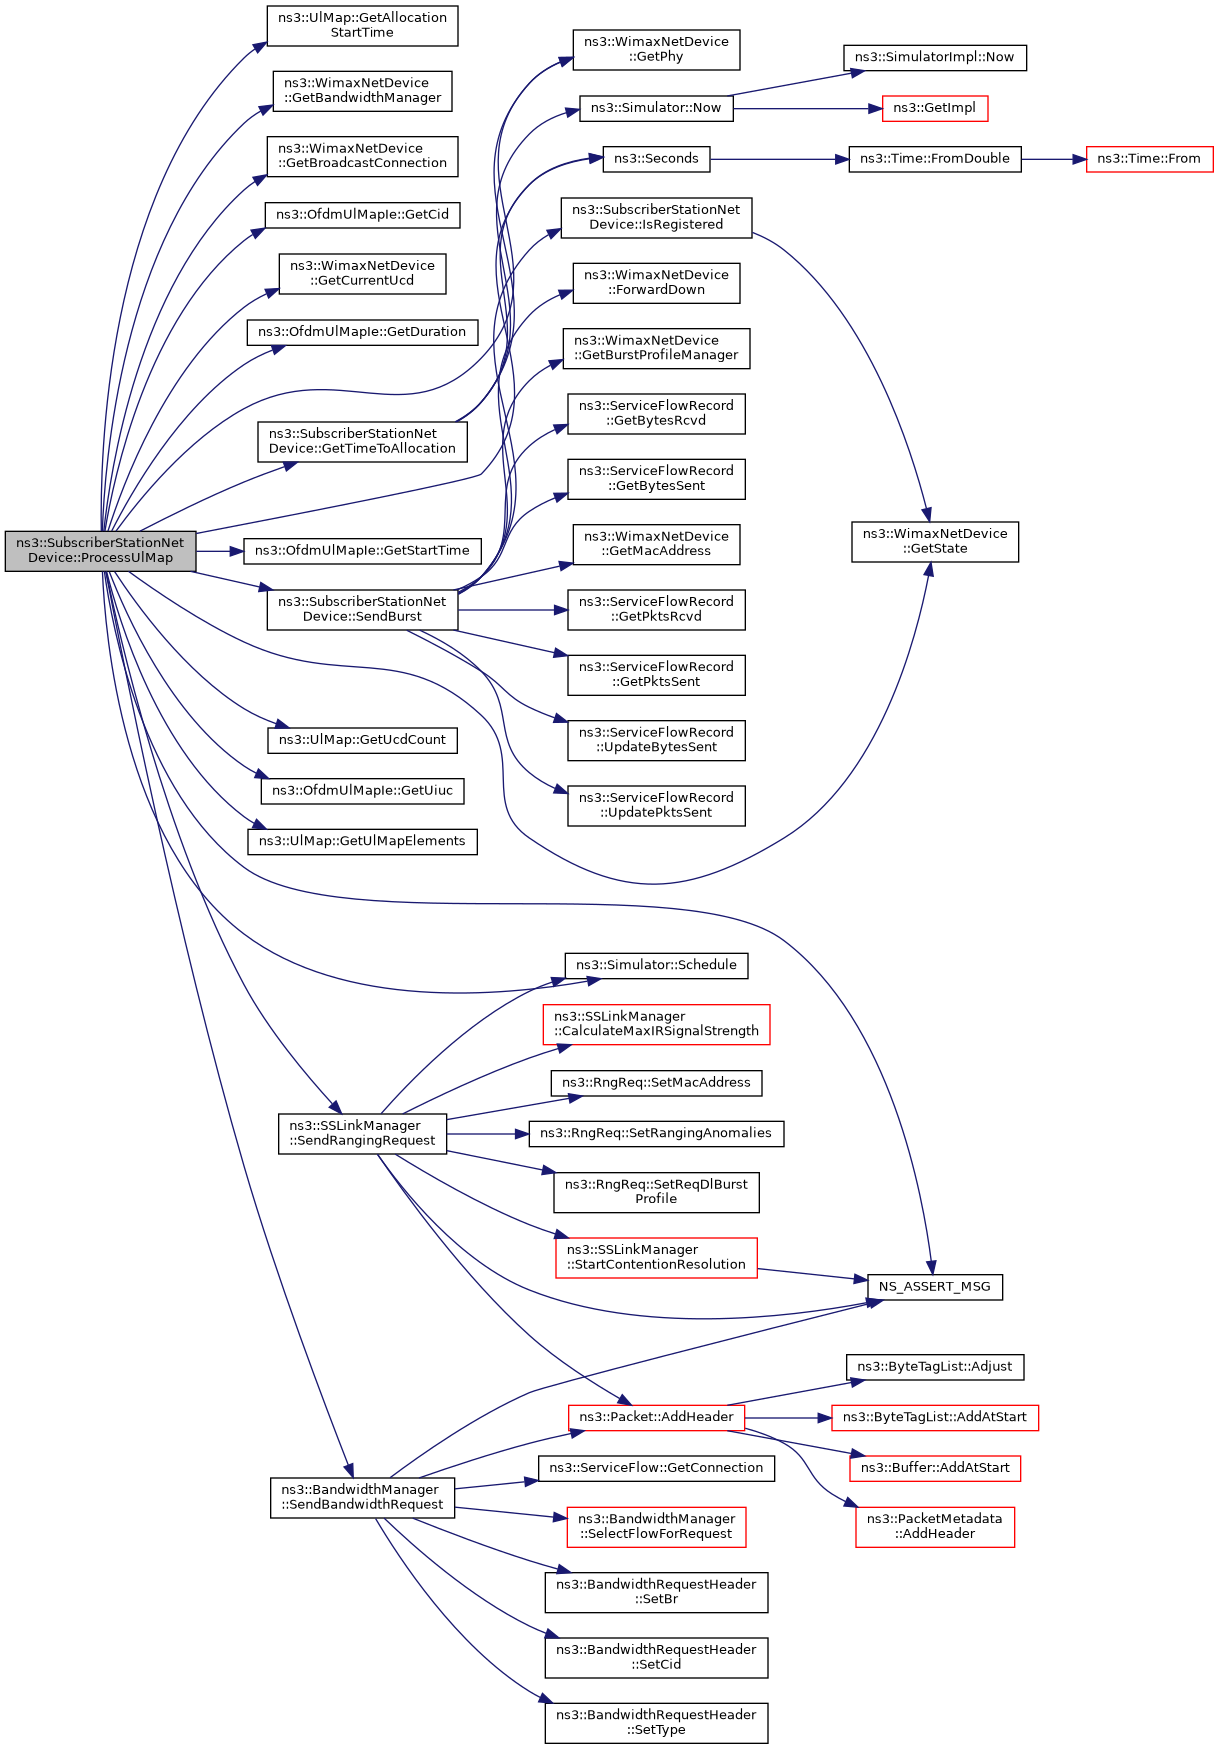 ns3::SubscriberStationNet
Device::ProcessUlMap
ns3::UlMap::GetAllocation
StartTime
ns3::WimaxNetDevice
::GetBandwidthManager
ns3::WimaxNetDevice
::GetBroadcastConnection
ns3::OfdmUlMapIe::GetCid
ns3::WimaxNetDevice
::GetCurrentUcd
ns3::OfdmUlMapIe::GetDuration
ns3::SubscriberStationNet
Device::GetTimeToAllocation
ns3::OfdmUlMapIe::GetStartTime
ns3::SubscriberStationNet
Device::SendBurst
ns3::UlMap::GetUcdCount
ns3::OfdmUlMapIe::GetUiuc
ns3::UlMap::GetUlMapElements
ns3::SSLinkManager
::SendRangingRequest
ns3::BandwidthManager
::SendBandwidthRequest
ns3::WimaxNetDevice
::GetPhy
ns3::Simulator::Now
ns3::Seconds
ns3::SubscriberStationNet
Device::IsRegistered
ns3::WimaxNetDevice
::ForwardDown
ns3::WimaxNetDevice
::GetBurstProfileManager
ns3::ServiceFlowRecord
::GetBytesRcvd
ns3::ServiceFlowRecord
::GetBytesSent
ns3::WimaxNetDevice
::GetMacAddress
ns3::ServiceFlowRecord
::GetPktsRcvd
ns3::ServiceFlowRecord
::GetPktsSent
ns3::ServiceFlowRecord
::UpdateBytesSent
ns3::ServiceFlowRecord
::UpdatePktsSent
ns3::Simulator::Schedule
ns3::SSLinkManager
::CalculateMaxIRSignalStrength
ns3::RngReq::SetMacAddress
ns3::RngReq::SetRangingAnomalies
ns3::RngReq::SetReqDlBurst
Profile
ns3::SSLinkManager
::StartContentionResolution
ns3::Packet::AddHeader
ns3::ServiceFlow::GetConnection
ns3::BandwidthManager
::SelectFlowForRequest
ns3::BandwidthRequestHeader
::SetBr
ns3::BandwidthRequestHeader
::SetCid
ns3::BandwidthRequestHeader
::SetType
ns3::SimulatorImpl::Now
ns3::GetImpl
ns3::Time::FromDouble
ns3::Time::From
ns3::WimaxNetDevice
::GetState
NS_ASSERT_MSG
ns3::ByteTagList::Adjust
ns3::ByteTagList::AddAtStart
ns3::Buffer::AddAtStart
ns3::PacketMetadata
::AddHeader